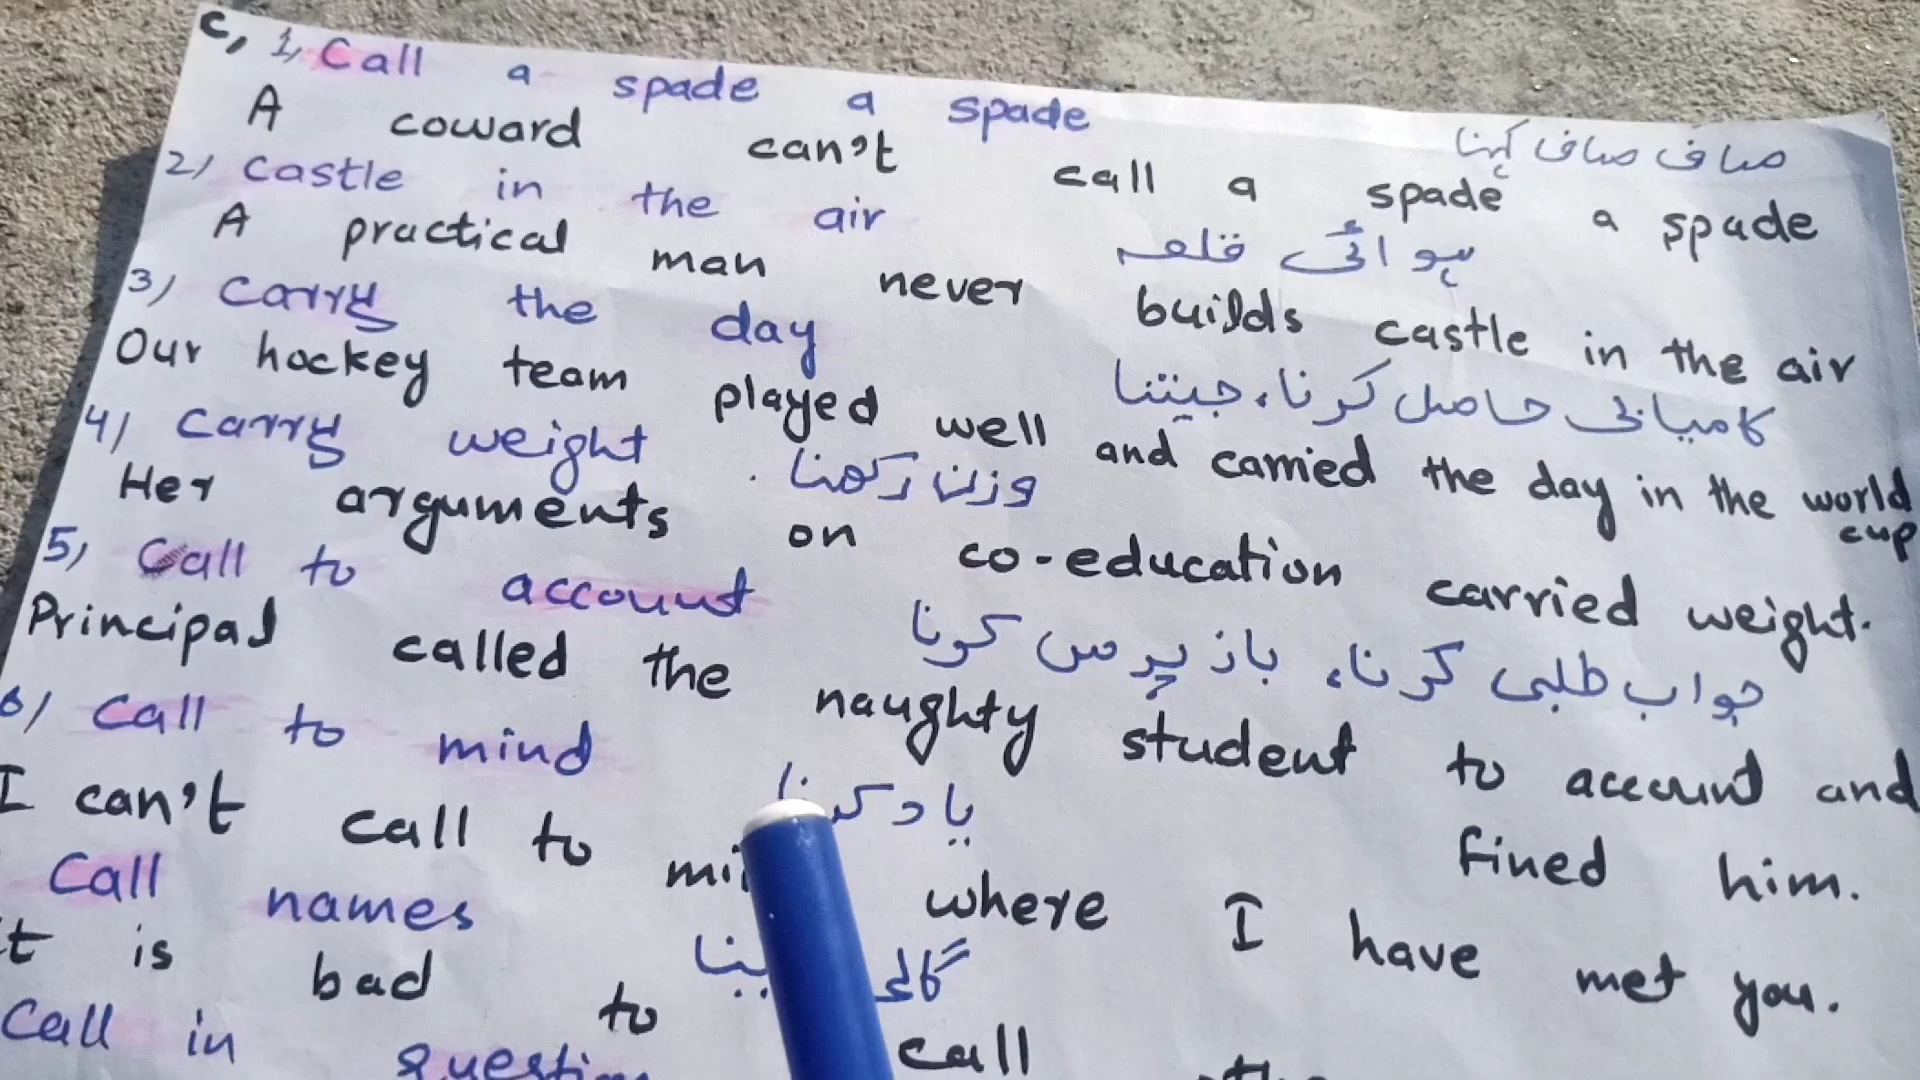 C, 1, Call a spade a spade صاف صاف کہنا
A coward can't call a spade a spade
2) Castle in the air ہوائی قلعہ
A practical man never builds castle in the air
3) Carry the day کامیابی حاصل کرنا، جیتنا
Our hockey team played well and carried the day in the world cup
4) Carry weight وزن رکھنا
Her arguments on co-education carried weight.
5) Call to account جواب طلبی کرنا، باز پرس کرنا
Principal called the naughty student to account and fined him.
6) Call to mind یاد کرنا
I can't call to where I have met you.
Call names
is bad to call
Call in